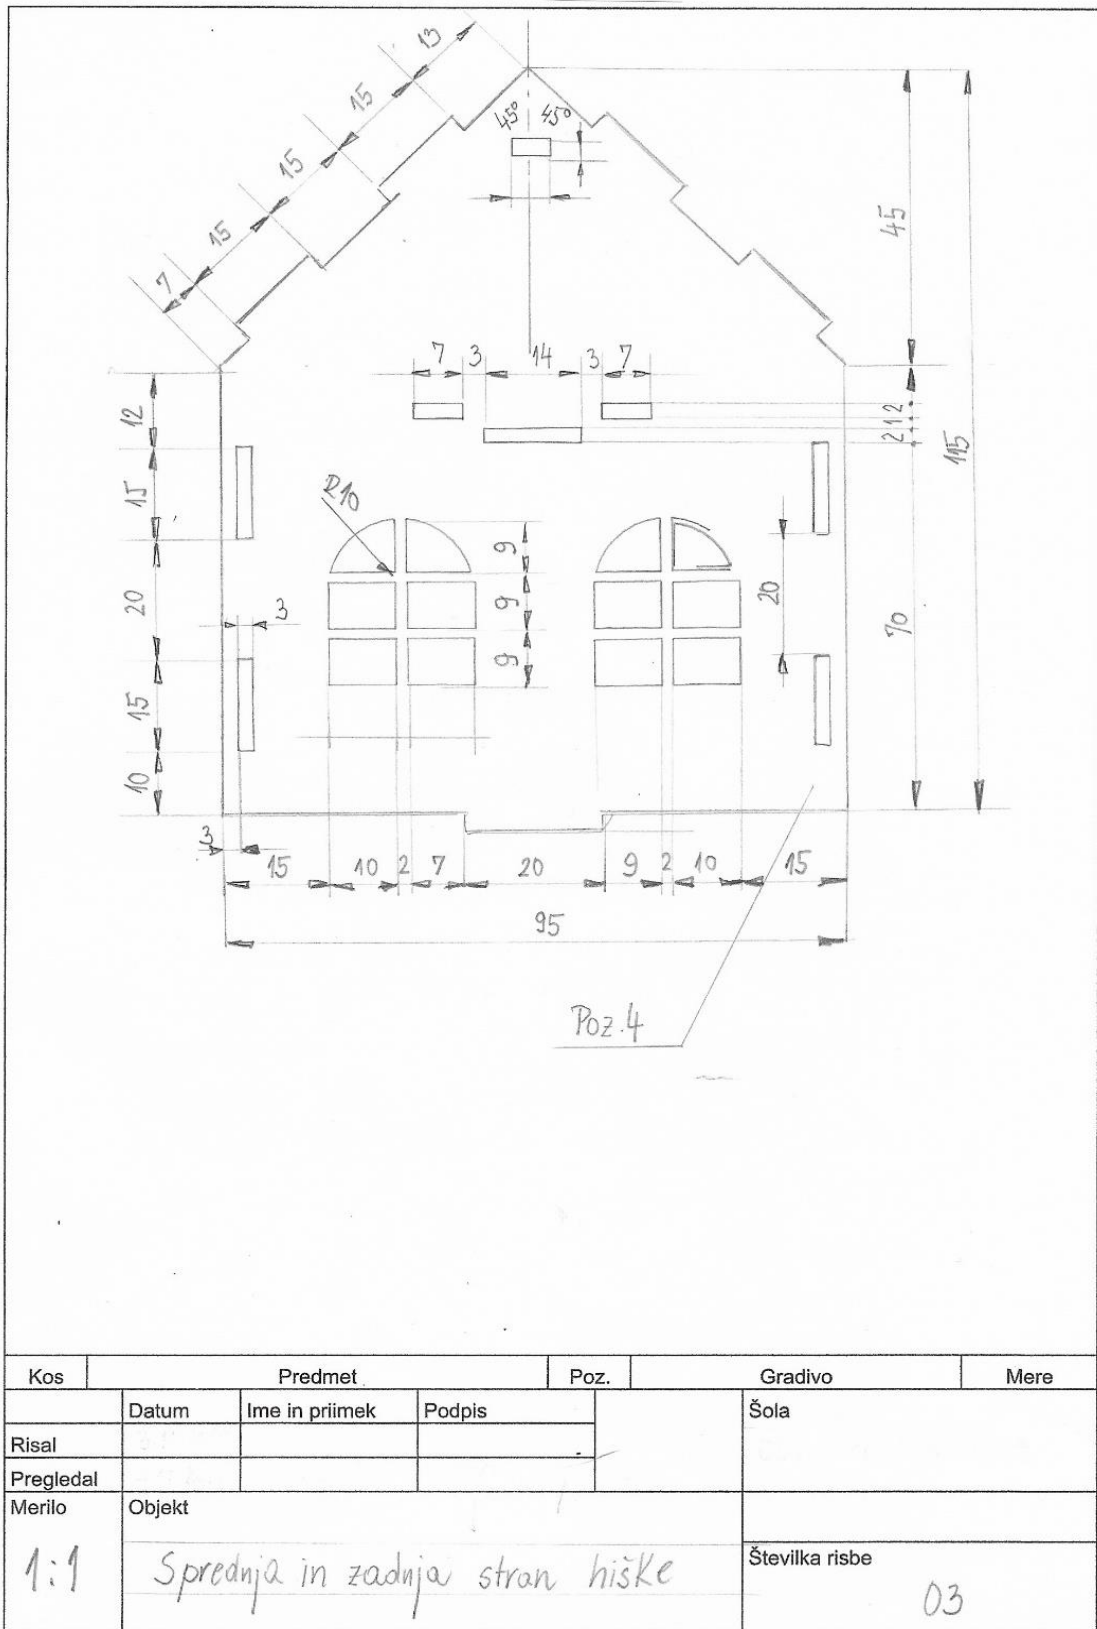 13
15
15
15
7
45° 45°
45
115
7 3 14 3 7
2
1
2
12
15
20
15
10
3
3
R10
9
9
9
20
70
15 10 2 7 20 9 2 10 15
95
Poz.4
Kos Predmet Poz. Gradivo Mere
Datum Ime in priimek Podpis Šola
Risal
Pregledal
Merilo Objekt
1:1 Sprednja in zadnja stran hiške
Številka risbe
03